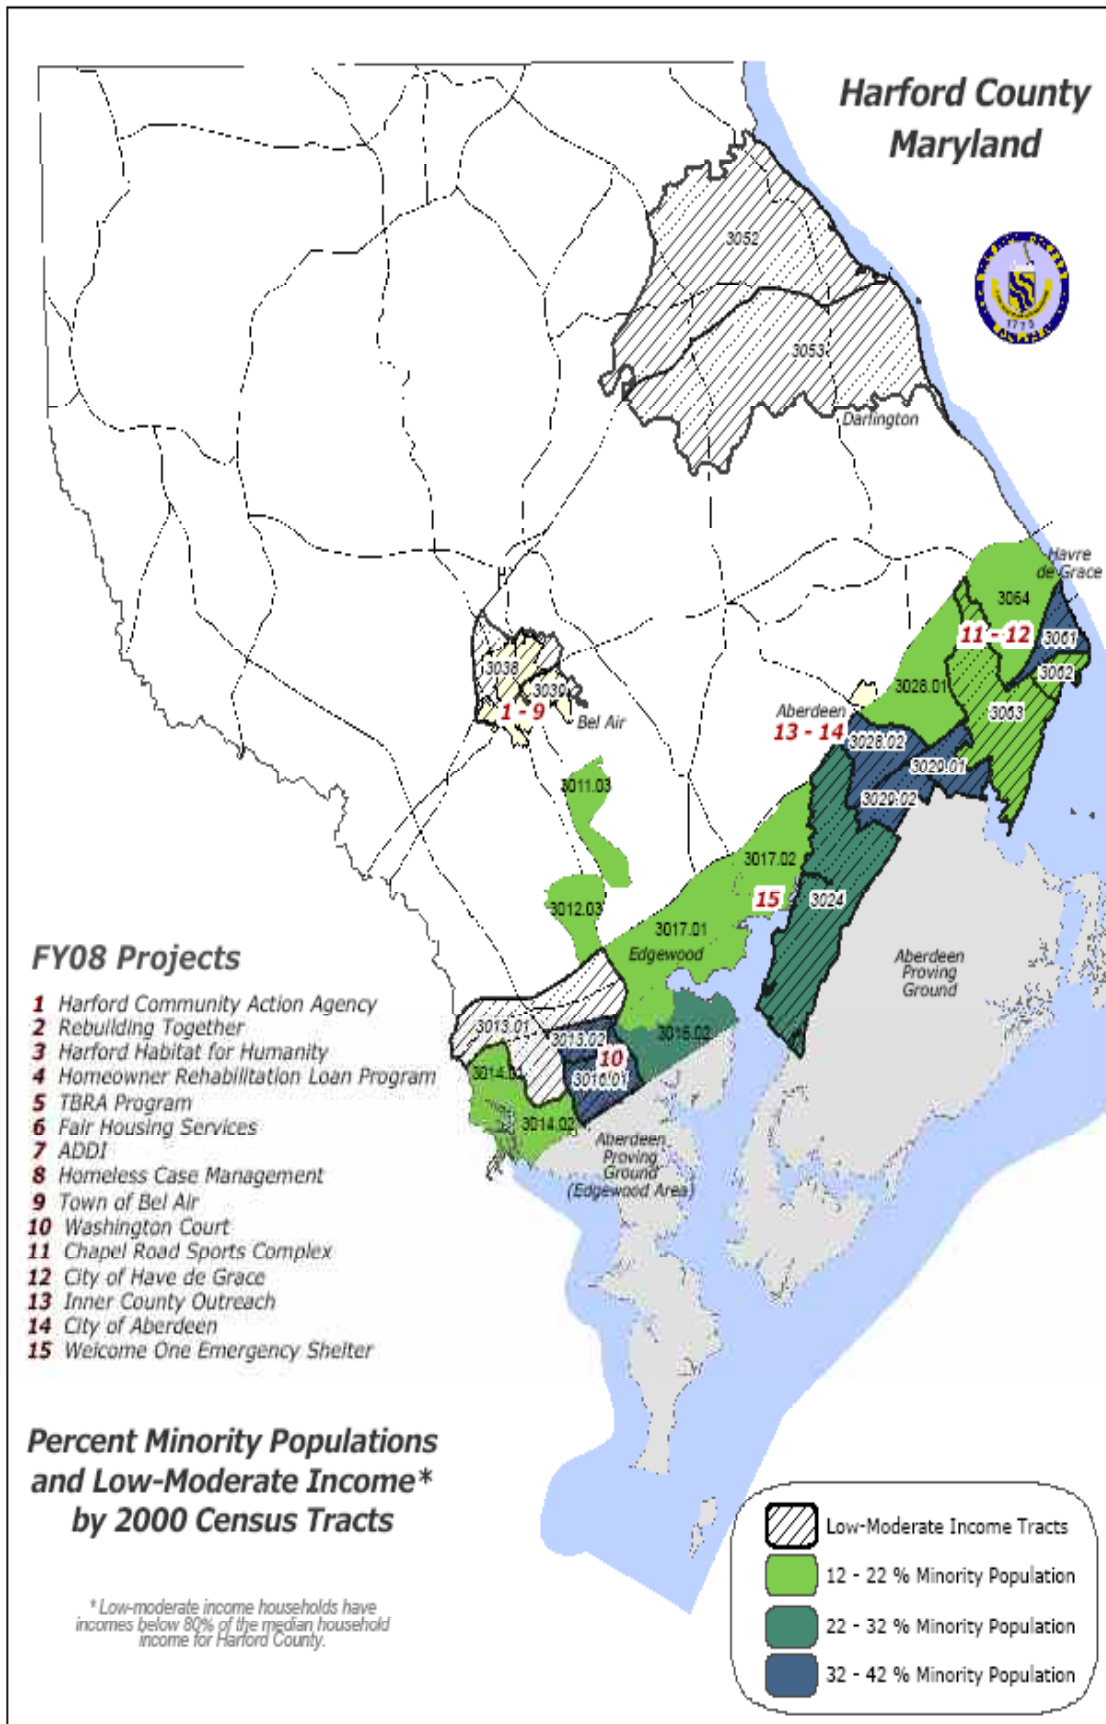 Harford County
Maryland
1773
3052
3053
Darlington
Havre
de Grace
3064
11 - 12
3061
3062
3028.01
3063
3038
3030
1 - 9
Bel Air
Aberdeen
13 - 14
3028.02
3029.01
3029.02
3011.03
3017.02
15
3024
3012.03
3017.01
Edgewood
Aberdeen
Proving
Ground
3013.01
3013.02
10
3016.01
3014.02
Aberdeen
Proving
Ground
(Edgewood Area)
FY08 Projects
1 Harford Community Action Agency
2 Rebuilding Together
3 Harford Habitat for Humanity
4 Homeowner Rehabilitation Loan Program
5 TBRA Program
6 Fair Housing Services
7 ADDI
8 Homeless Case Management
9 Town of Bel Air
10 Washington Court
11 Chapel Road Sports Complex
12 City of Have de Grace
13 Inner County Outreach
14 City of Aberdeen
15 Welcome One Emergency Shelter
Percent Minority Populations
and Low-Moderate Income*
by 2000 Census Tracts
* Low-moderate income households have
incomes below 80% of the median household
income for Harford County.
Low-Moderate Income Tracts
12 - 22 % Minority Population
22 - 32 % Minority Population
32 - 42 % Minority Population